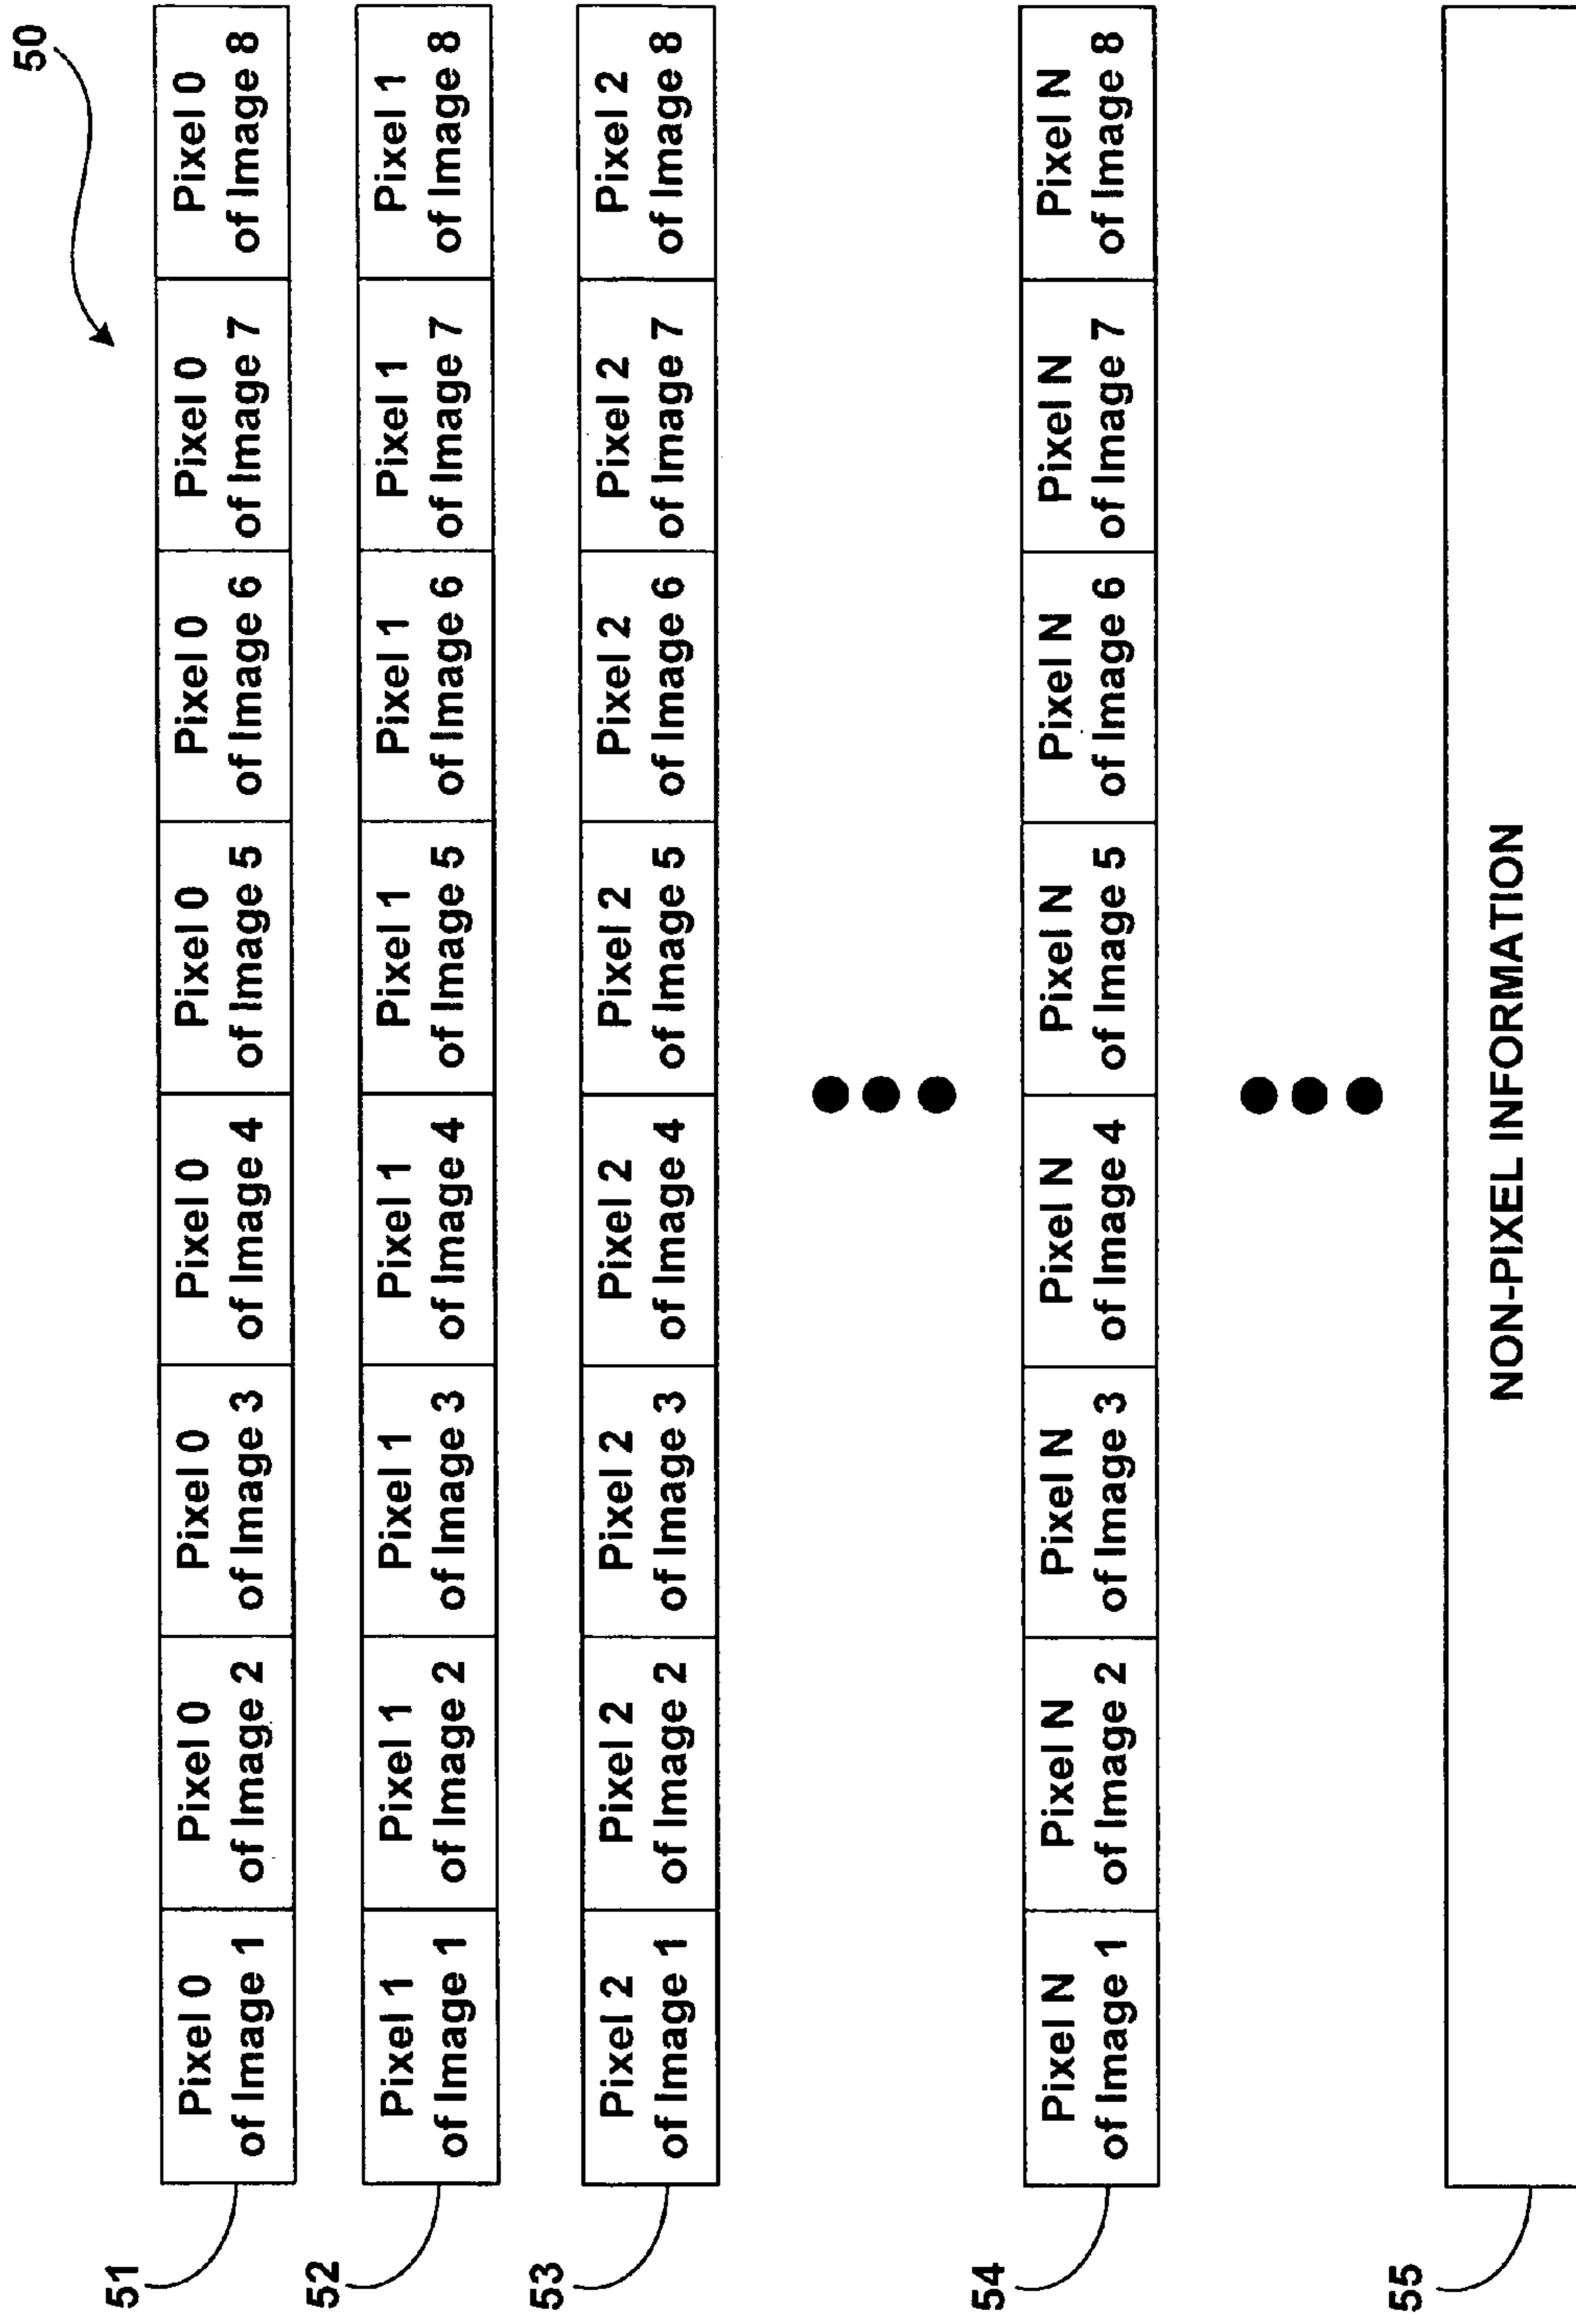 50
51
Pixel 0
of Image 1
Pixel 0
of Image 2
Pixel 0
of Image 3
Pixel 0
of Image 4
Pixel 0
of Image 5
Pixel 0
of Image 6
Pixel 0
of Image 7
Pixel 0
of Image 8
52
Pixel 1
of Image 1
Pixel 1
of Image 2
Pixel 1
of Image 3
Pixel 1
of Image 4
Pixel 1
of Image 5
Pixel 1
of Image 6
Pixel 1
of Image 7
Pixel 1
of Image 8
53
Pixel 2
of Image 1
Pixel 2
of Image 2
Pixel 2
of Image 3
Pixel 2
of Image 4
Pixel 2
of Image 5
Pixel 2
of Image 6
Pixel 2
of Image 7
Pixel 2
of Image 8
54
Pixel N
of Image 1
Pixel N
of Image 2
Pixel N
of Image 3
Pixel N
of Image 4
Pixel N
of Image 5
Pixel N
of Image 6
Pixel N
of Image 7
Pixel N
of Image 8
55
NON-PIXEL INFORMATION